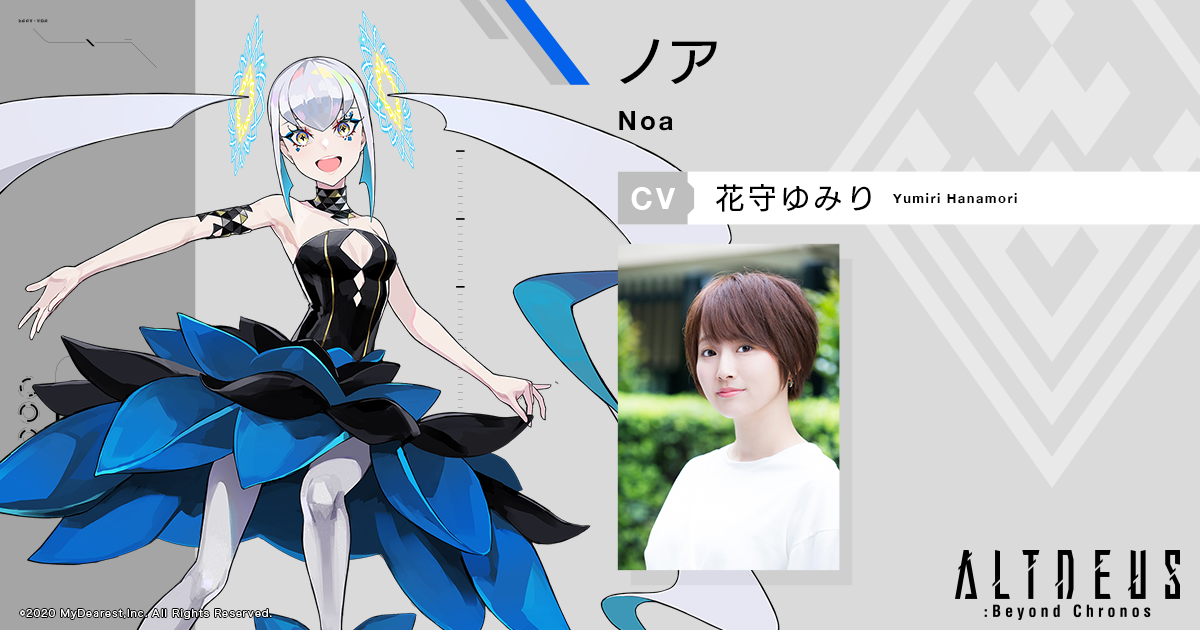 ノア
Noa
CV 花守ゆみり Yumiri Hanamori
ALTDEUS
:Beyond Chronos
©2020 MyDearest,Inc. All Rights Reserved.